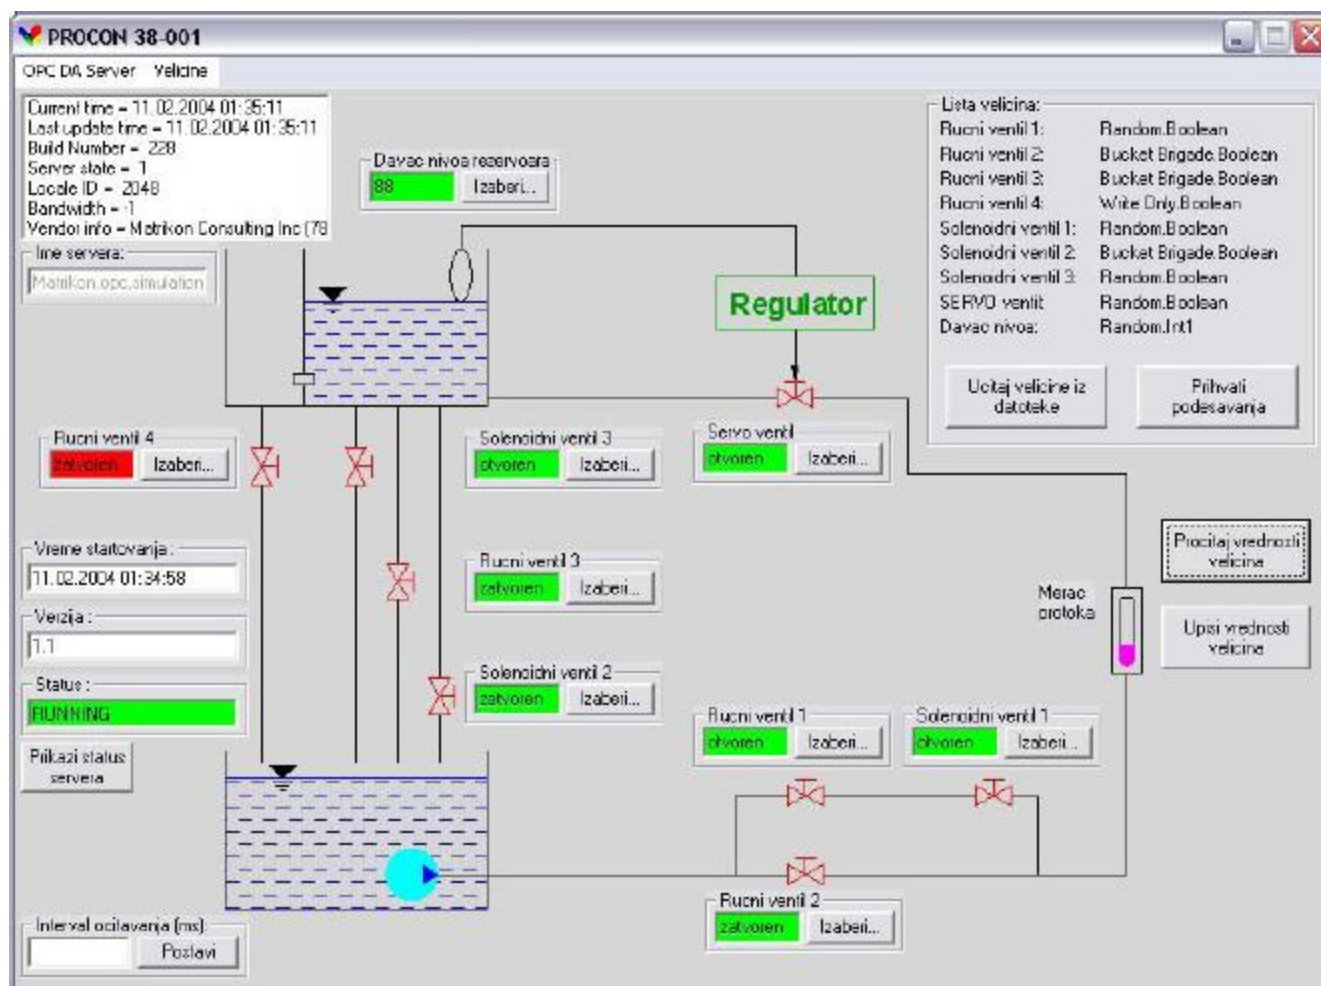 PROCON 38-001
OPC DA Server Velicine
Current time = 11.02.2004 01:35:11
Last update time = 11.02.2004 01:35:11
Build Number = 228
Server state = 1
Locale ID = 2048
Bandwidth = -1
Vendor info = Matrikon Consulting Inc (78
Ime servera:
Matrikon.opc.simulation
Davac nivoa rezervoara
88 Izaberi...
Lista velicina:
Rucni ventil 1: Random.Boolean
Rucni ventil 2: Bucket Brigade.Boolean
Rucni ventil 3: Bucket Brigade.Boolean
Rucni ventil 4: Write Only.Boolean
Solenoidni ventil 1: Random.Boolean
Solenoidni ventil 2: Bucket Brigade.Boolean
Solenoidni ventil 3: Random.Boolean
SERVO ventil: Random.Boolean
Davac nivoa: Random.Int1
Ucitaj velicine iz datoteke
Prihvati podesavanja
Regulator
Rucni ventil 4
zatvoren Izaberi...
Solenoidni ventil 3
otvoren Izaberi...
Servo ventil
otvoren Izaberi...
Vreme startovanja :
11.02.2004 01:34:58
Rucni ventil 3
zatvoren Izaberi...
Procitaj vrednosti velicina
Merac protoka
Verzija :
1.1
Upisi vrednosti velicina
Status :
RUNNING
Solenoidni ventil 2
zatvoren Izaberi...
Rucni ventil 1
otvoren Izaberi...
Solenoidni ventil 1
otvoren Izaberi...
Prikazi status servera
Rucni ventil 2
zatvoren Izaberi...
Interval ocitavanja (ms):
Postavi